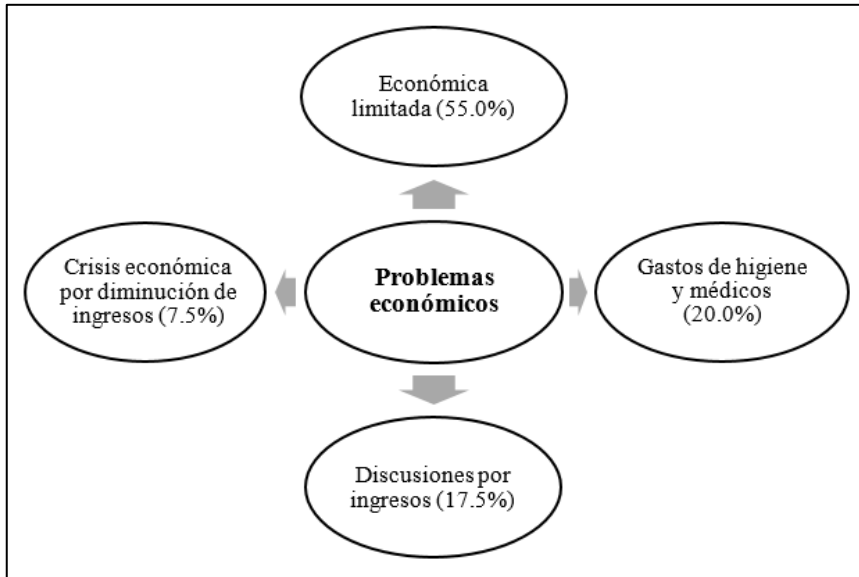 Económica
limitada (55.0%)
Crisis económica
por diminución de
ingresos (7.5%)
Problemas
económicos
Gastos de higiene
y médicos
(20.0%)
Discusiones por
ingresos (17.5%)